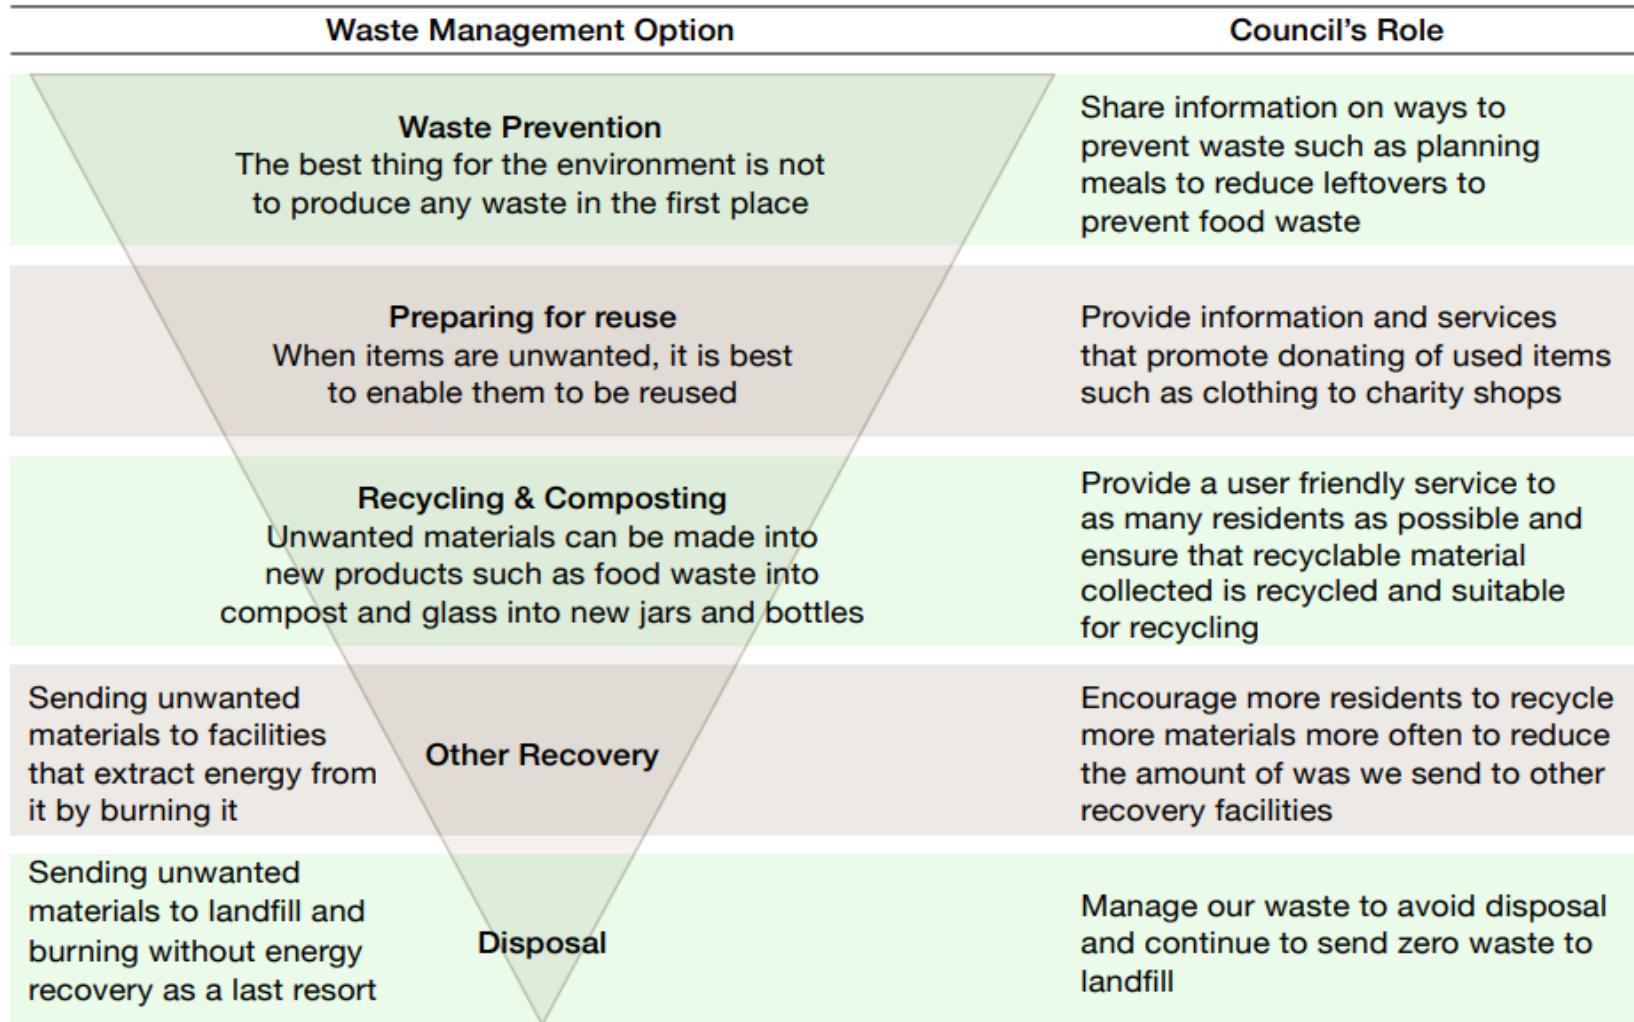 Waste Management Option
Council's Role
Waste Prevention
The best thing for the environment is not
to produce any waste in the first place
Share information on ways to
prevent waste such as planning
meals to reduce leftovers to
prevent food waste
Preparing for reuse
When items are unwanted, it is best
to enable them to be reused
Provide information and services
that promote donating of used items
such as clothing to charity shops
Recycling & Composting
Unwanted materials can be made into
new products such as food waste into
compost and glass into new jars and bottles
Provide a user friendly service to
as many residents as possible and
ensure that recyclable material
collected is recycled and suitable
for recycling
Sending unwanted
materials to facilities
that extract energy from
it by burning it
Other Recovery
Encourage more residents to recycle
more materials more often to reduce
the amount of was we send to other
recovery facilities
Sending unwanted
materials to landfill and
burning without energy
recovery as a last resort
Disposal
Manage our waste to avoid disposal
and continue to send zero waste to
landfill